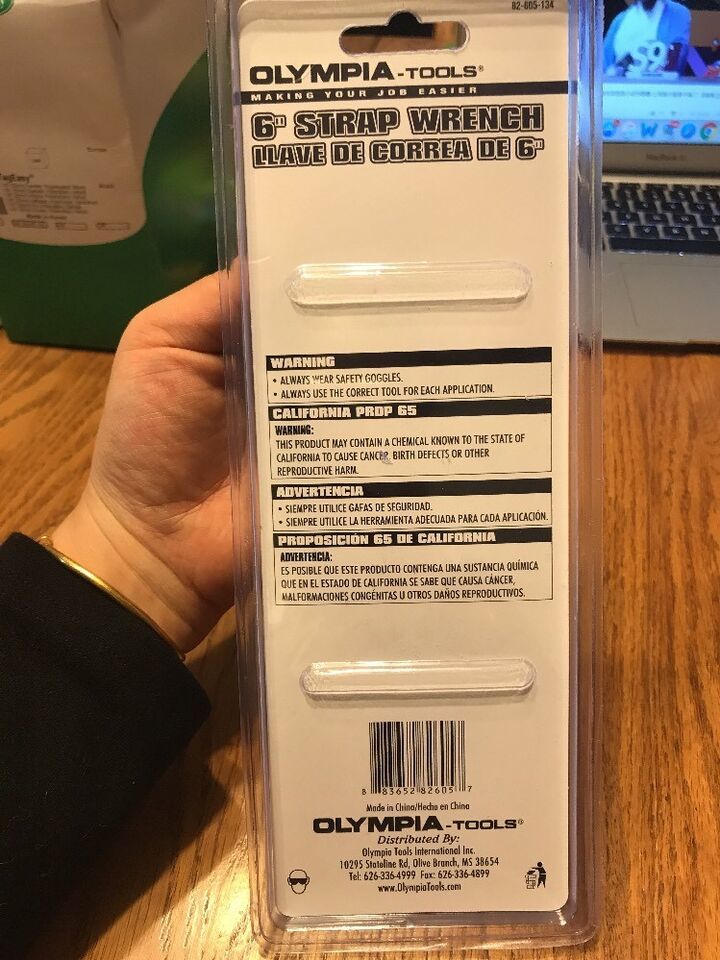 82-605-134
OLYMPIA-TOOLS®
MAKING YOUR JOB EASIER
6" STRAP WRENCH
LLAVE DE CORREA DE 6"
WARNING
• ALWAYS WEAR SAFETY GOGGLES.
• ALWAYS USE THE CORRECT TOOL FOR EACH APPLICATION.
CALIFORNIA PROP 65
WARNING:
THIS PRODUCT MAY CONTAIN A CHEMICAL KNOWN TO THE STATE OF
CALIFORNIA TO CAUSE CANCER, BIRTH DEFECTS OR OTHER
REPRODUCTIVE HARM.
ADVERTENCIA
• SIEMPRE UTILICE GAFAS DE SEGURIDAD.
• SIEMPRE UTILICE LA HERRAMIENTA ADECUADA PARA CADA APLICACIÓN.
PROPOSICIÓN 65 DE CALIFORNIA
ADVERTENCIA:
ES POSIBLE QUE ESTE PRODUCTO CONTENGA UNA SUSTANCIA QUÍMICA
QUE EN EL ESTADO DE CALIFORNIA SE SABE QUE CAUSA CÁNCER,
MALFORMACIONES CONGÉNITAS U OTROS DAÑOS REPRODUCTIVOS.
8 83652 82605 7
Made in China/Hecho en China
OLYMPIA-TOOLS®
Distributed By:
Olympia Tools International Inc.
10295 Stateline Rd, Olive Branch, MS 38654
Tel: 626-336-4999 Fax: 626-336-4899
www.OlympiaTools.com
S9
MacBook Air